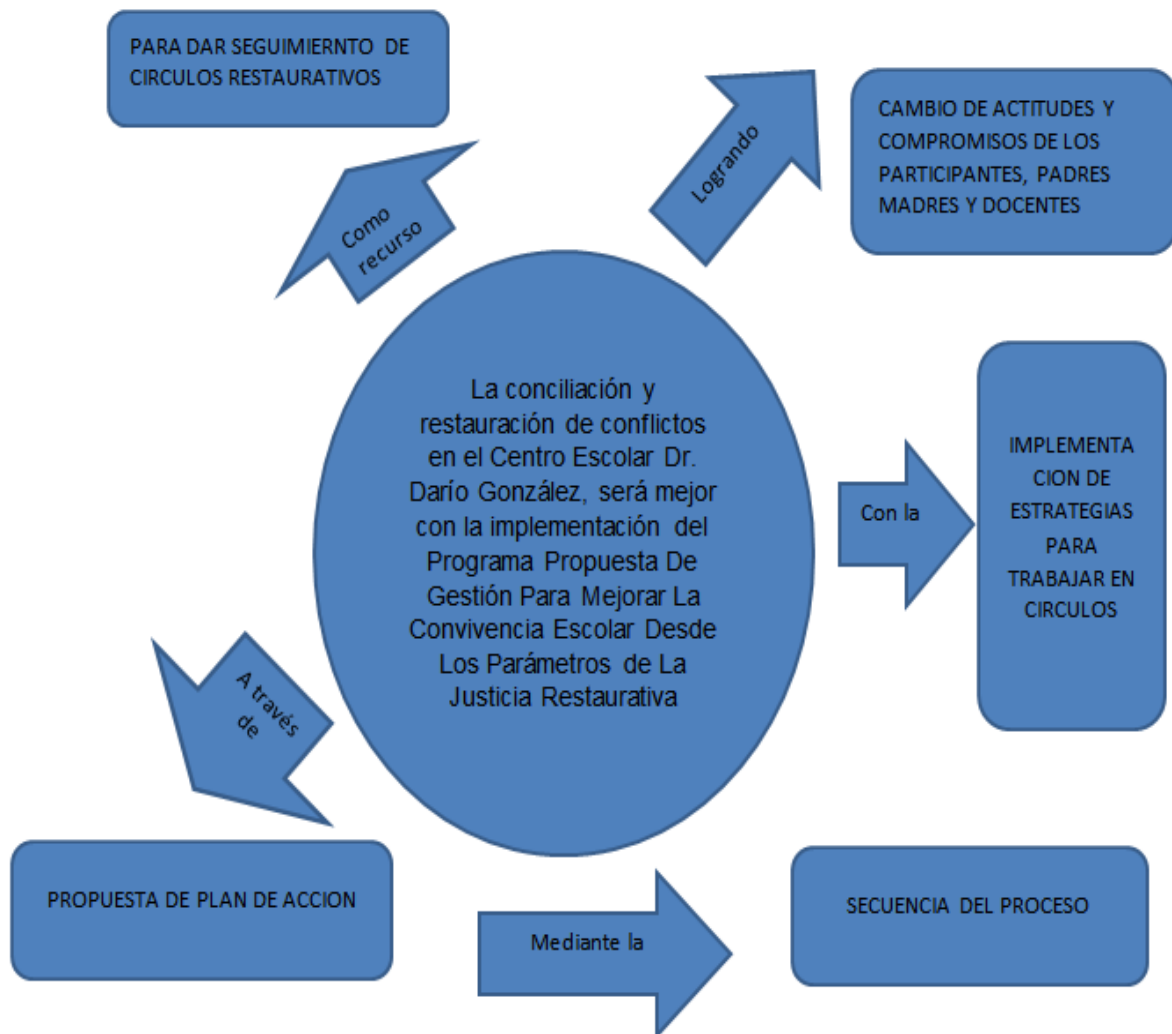 PARA DAR SEGUIMIERNTO DE
CIRCULOS RESTAURATIVOS
Logrando
CAMBIO DE ACTITUDES Y
COMPROMISOS DE LOS
PARTICIPANTES, PADRES
MADRES Y DOCENTES
Como
recurso
La conciliación y
restauración de conflictos
en el Centro Escolar Dr.
Darío González, será mejor
con la implementación del
Programa Propuesta De
Gestión Para Mejorar La
Convivencia Escolar Desde
Los Parámetros de La
Justicia Restaurativa
Con la
IMPLEMENTA
CION DE
ESTRATEGIAS
PARA
TRABAJAR EN
CIRCULOS
A través
de
PROPUESTA DE PLAN DE ACCION
Mediante la
SECUENCIA DEL PROCESO